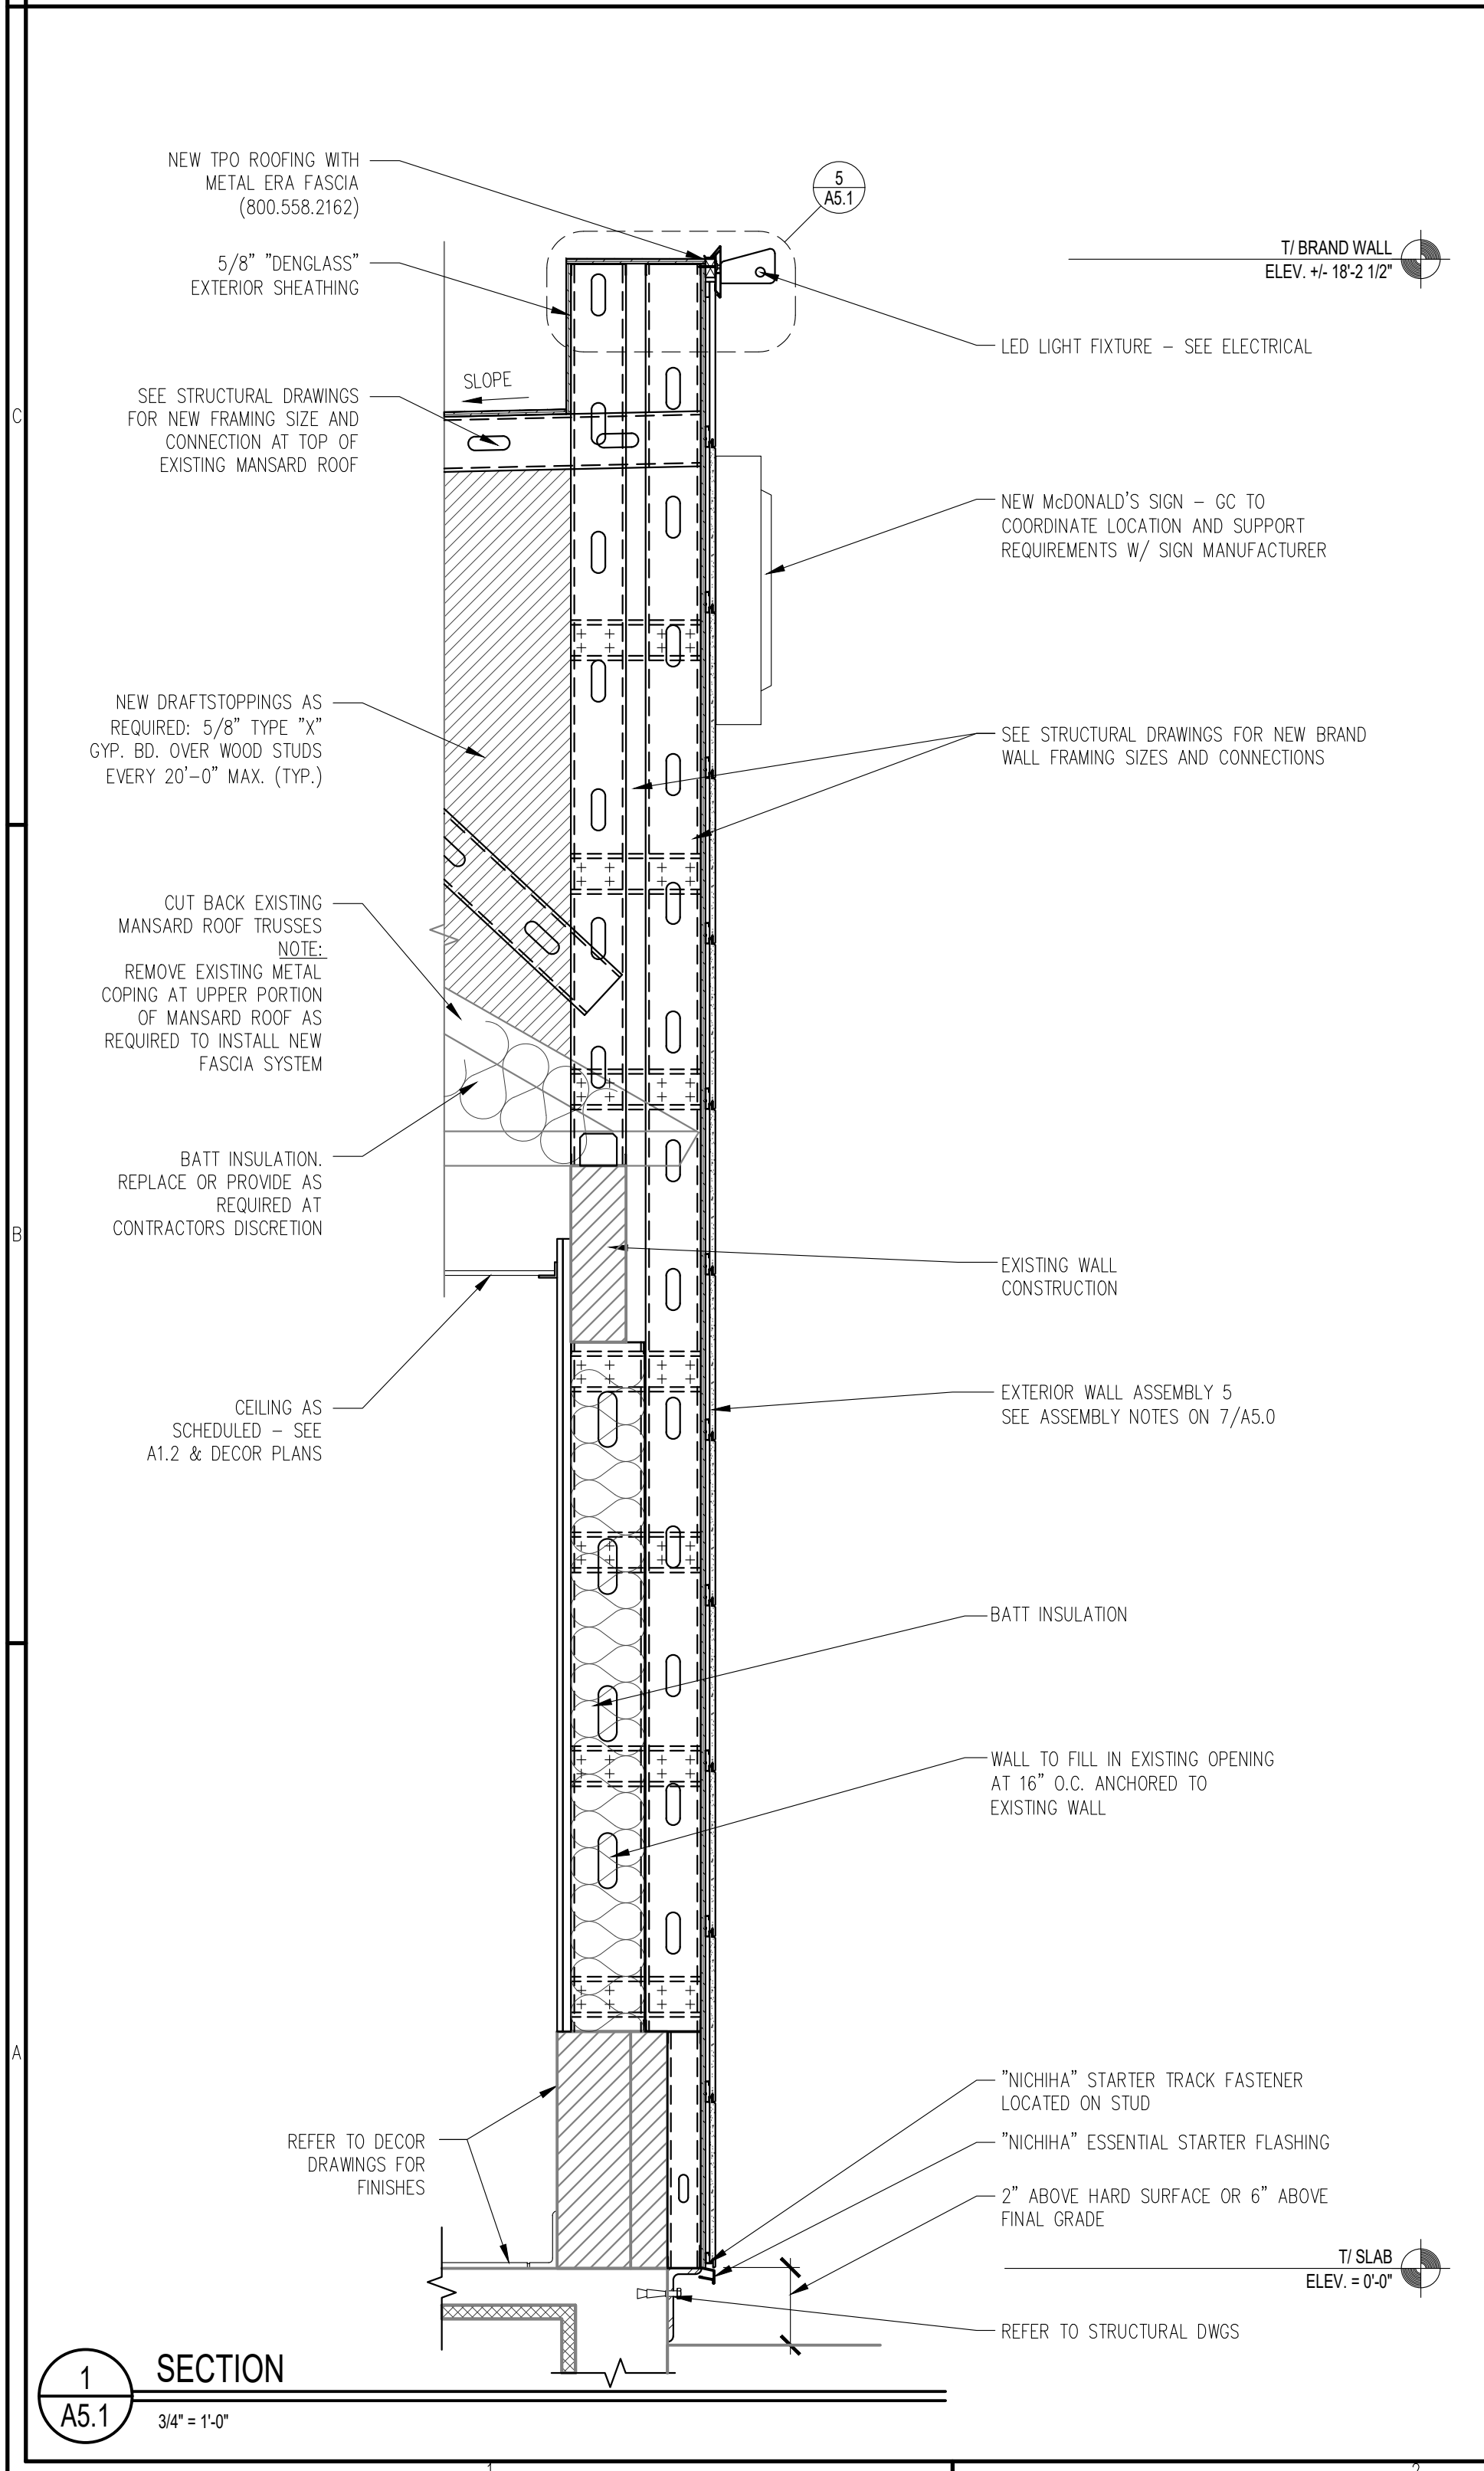 NEW TPO ROOFING WITH
METAL ERA FASCIA
(800.558.2162)
5/8" "DENGLASS"
EXTERIOR SHEATHING
SLOPE
SEE STRUCTURAL DRAWINGS
FOR NEW FRAMING SIZE AND
CONNECTION AT TOP OF
EXISTING MANSARD ROOF
NEW DRAFTSTOPPINGS AS
REQUIRED: 5/8" TYPE "X"
GYP. BD. OVER WOOD STUDS
EVERY 20'-0" MAX. (TYP.)
CUT BACK EXISTING
MANSARD ROOF TRUSSES
NOTE:
REMOVE EXISTING METAL
COPING AT UPPER PORTION
OF MANSARD ROOF AS
REQUIRED TO INSTALL NEW
FASCIA SYSTEM
BATT INSULATION.
REPLACE OR PROVIDE AS
REQUIRED AT
CONTRACTORS DISCRETION
CEILING AS
SCHEDULED - SEE
A1.2 & DECOR PLANS
REFER TO DECOR
DRAWINGS FOR
FINISHES
5
A5.1
T/ BRAND WALL
ELEV. +/- 18'-2 1/2"
LED LIGHT FIXTURE - SEE ELECTRICAL
NEW McDONALD'S SIGN - GC TO
COORDINATE LOCATION AND SUPPORT
REQUIREMENTS W/ SIGN MANUFACTURER
SEE STRUCTURAL DRAWINGS FOR NEW BRAND
WALL FRAMING SIZES AND CONNECTIONS
EXISTING WALL
CONSTRUCTION
EXTERIOR WALL ASSEMBLY 5
SEE ASSEMBLY NOTES ON 7/A5.0
BATT INSULATION
WALL TO FILL IN EXISTING OPENING
AT 16" O.C. ANCHORED TO
EXISTING WALL
"NICHIHA" STARTER TRACK FASTENER
LOCATED ON STUD
"NICHIHA" ESSENTIAL STARTER FLASHING
2" ABOVE HARD SURFACE OR 6" ABOVE
FINAL GRADE
T/ SLAB
ELEV. = 0'-0"
REFER TO STRUCTURAL DWGS
C
B
A
1
A5.1
SECTION
3/4" = 1'-0"
1
2